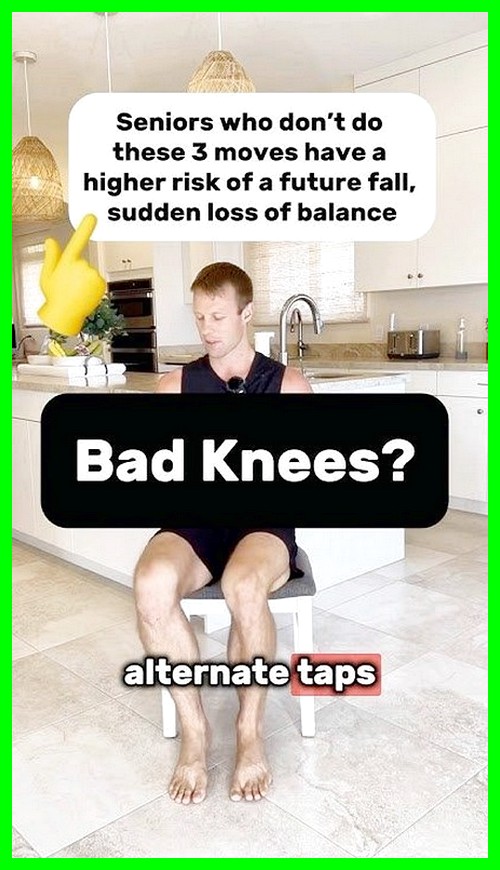 Seniors who don’t do
these 3 moves have a
higher risk of a future fall,
sudden loss of balance
Bad Knees?
alternate taps